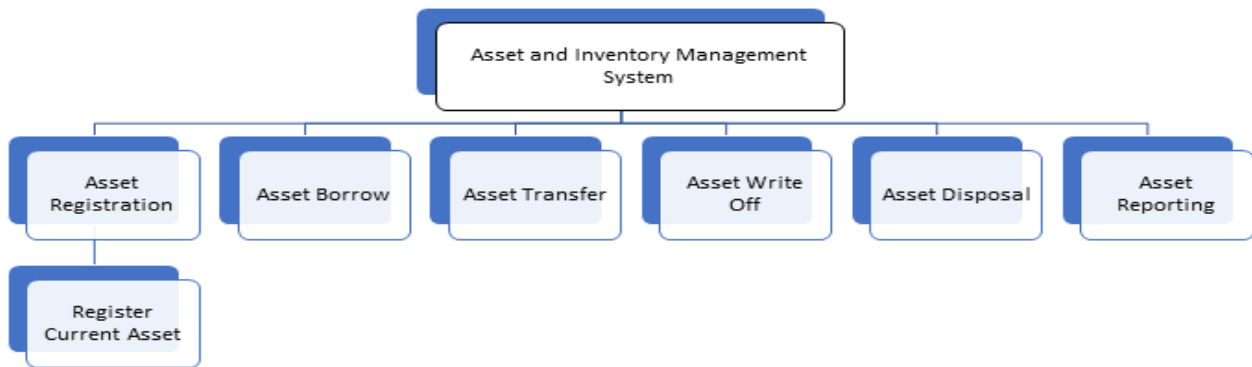 Asset and Inventory Management
System
Asset
Registration
Asset Borrow
Asset Transfer
Asset Write
Off
Asset Disposal
Asset
Reporting
Register
Current Asset